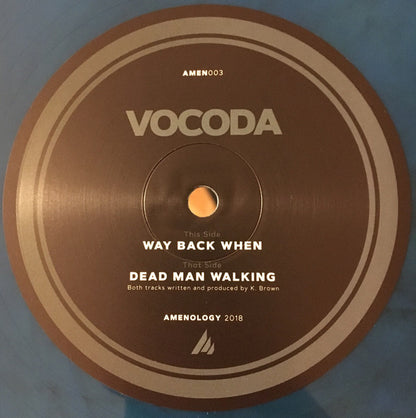 AMEN003
VOCODA
This Side
WAY BACK WHEN
That Side
DEAD MAN WALKING
Both tracks written and produced by K. Brown
AMENOLOGY 2018